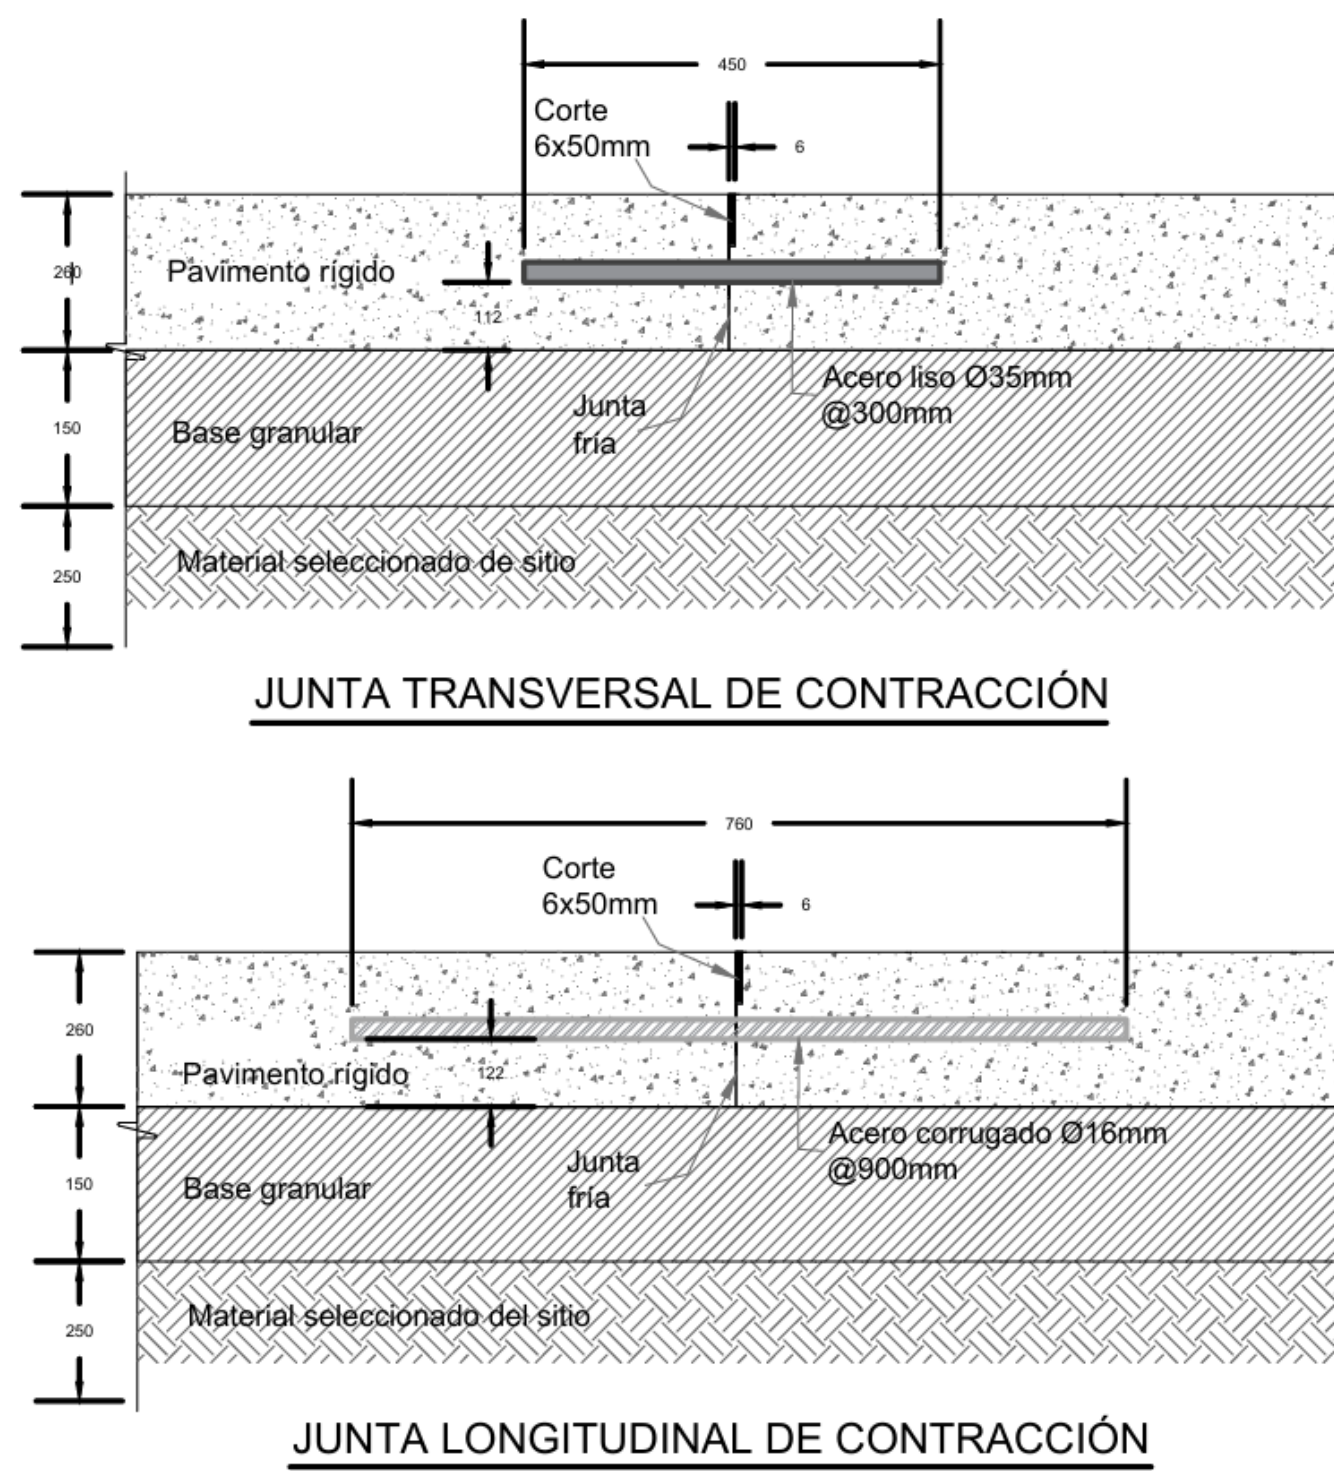 450
Corte
6x50mm
6
260
Pavimento rígido
112
Acero liso Ø35mm
@300mm
Junta
fría
150
Base granular
Material seleccionado de sitio
250
JUNTA TRANSVERSAL DE CONTRACCIÓN
760
Corte
6x50mm
6
260
Pavimento rígido
122
Acero corrugado Ø16mm
@900mm
Junta
fría
150
Base granular
Material seleccionado del sitio
250
JUNTA LONGITUDINAL DE CONTRACCIÓN